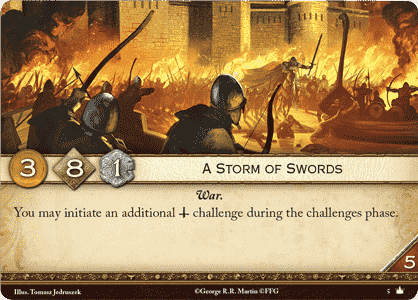 A Storm of Swords
3
8
1
War.
You may initiate an additional challenge during the challenges phase.
5
Illus. Tomasz Jedruszek
©George R.R. Martin ©FFG
5